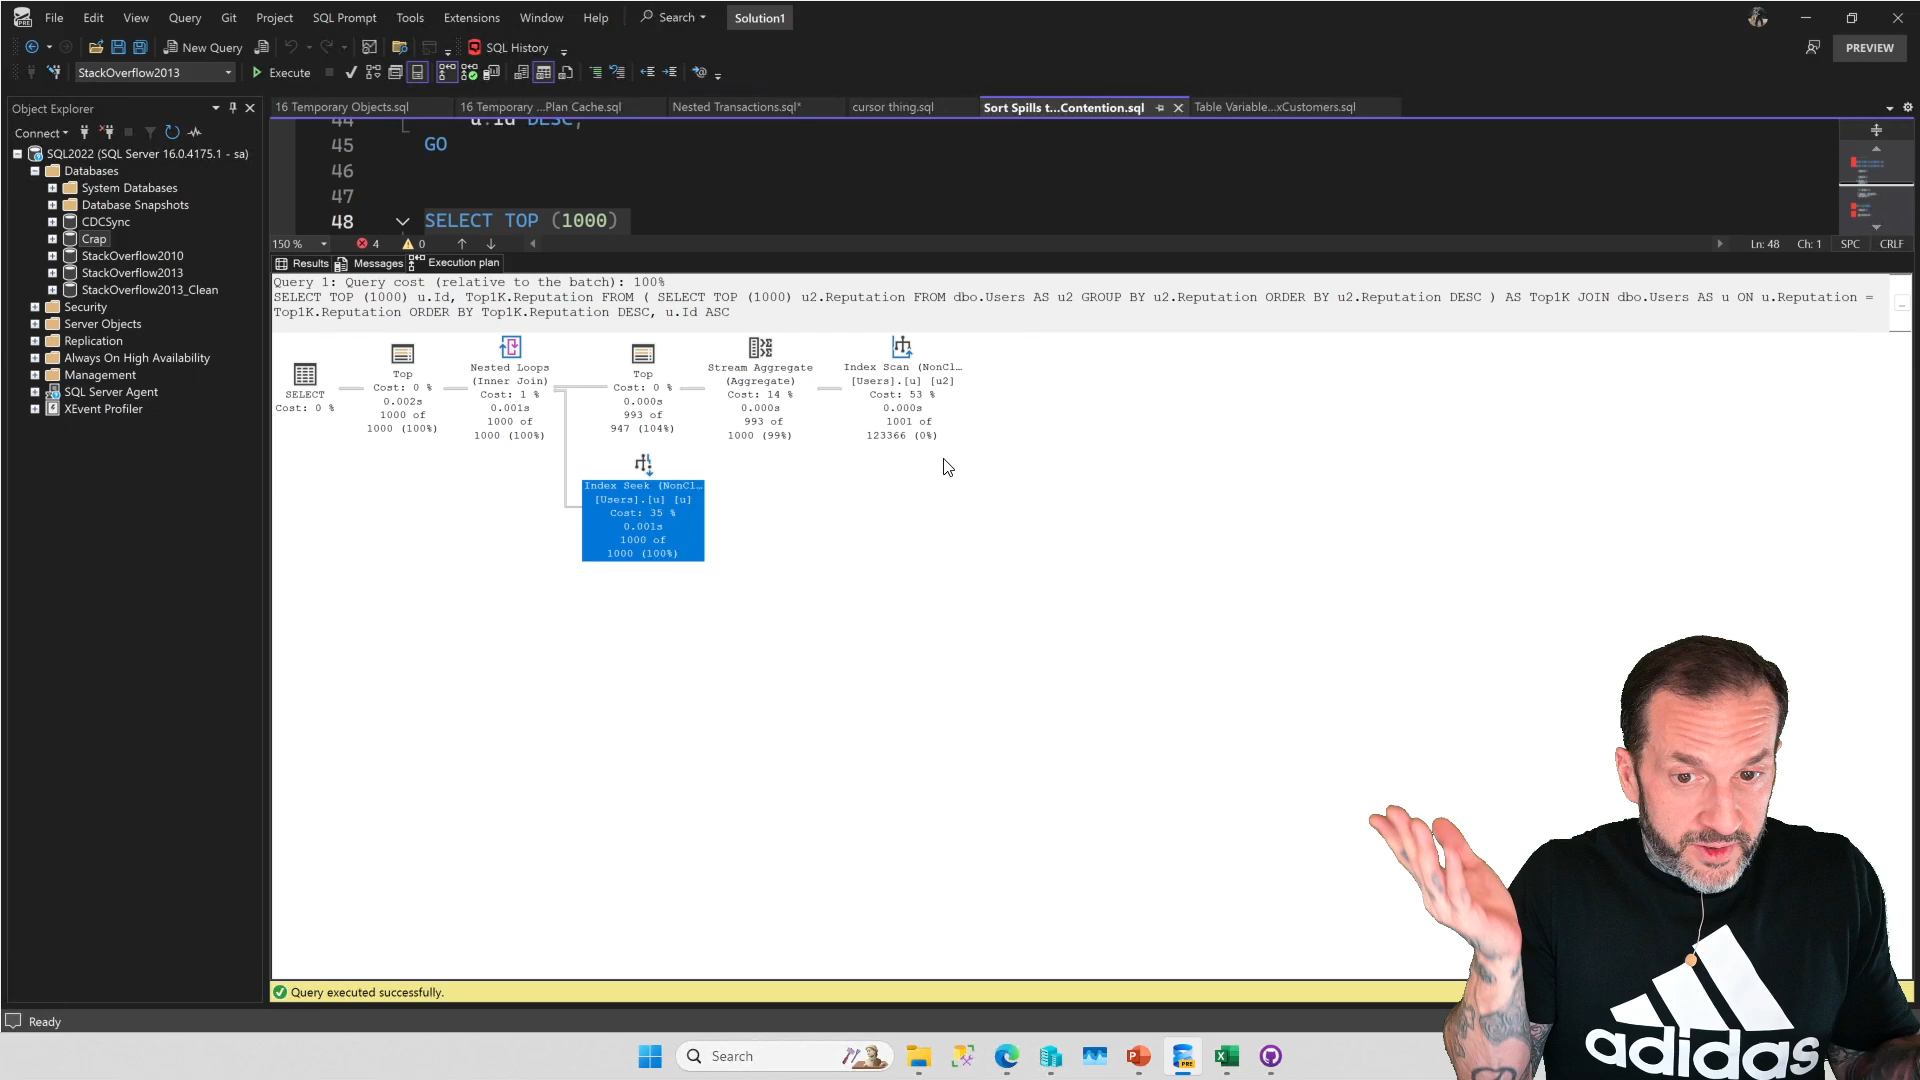 File Edit View Query Git Project SQL Prompt Tools Extensions Window Help Search Solution1
New Query SQL History PREVIEW
StackOverflow2013 Execute
Object Explorer
Connect
SQL2022 (SQL Server 16.0.4175.1 - sa)
Databases
System Databases
Database Snapshots
CDCSync
Crap
StackOverflow2010
StackOverflow2013
StackOverflow2013_Clean
Security
Server Objects
Replication
Always On High Availability
Management
SQL Server Agent
XEvent Profiler
16 Temporary Objects.sql 16 Temporary ...Plan Cache.sql Nested Transactions.sql* cursor thing.sql Sort Spills t...Contention.sql Table Variable...xCustomers.sql
44 u.Id DESC;
45 GO
46
47
48 SELECT TOP (1000)
150 % 4 0 Ln: 48 Ch: 1 SPC CRLF
Results Messages Execution plan
Query 1: Query cost (relative to the batch): 100%
SELECT TOP (1000) u.Id, Top1K.Reputation FROM ( SELECT TOP (1000) u2.Reputation FROM dbo.Users AS u2 GROUP BY u2.Reputation ORDER BY u2.Reputation DESC ) AS Top1K JOIN dbo.Users AS u ON u.Reputation =
Top1K.Reputation ORDER BY Top1K.Reputation DESC, u.Id ASC
SELECT
Cost: 0 %
Top
Cost: 0 %
0.002s
1000 of
1000 (100%)
Nested Loops
(Inner Join)
Cost: 1 %
0.001s
1000 of
1000 (100%)
Top
Cost: 0 %
0.000s
993 of
947 (104%)
Stream Aggregate
(Aggregate)
Cost: 14 %
0.000s
993 of
1000 (99%)
Index Scan (NonCl...
[Users].[u] [u2]
Cost: 53 %
0.000s
1001 of
123366 (0%)
Index Seek (NonCl...
[Users].[u] [u]
Cost: 35 %
0.001s
1000 of
1000 (100%)
Query executed successfully.
Ready
Search
PRE
adidas